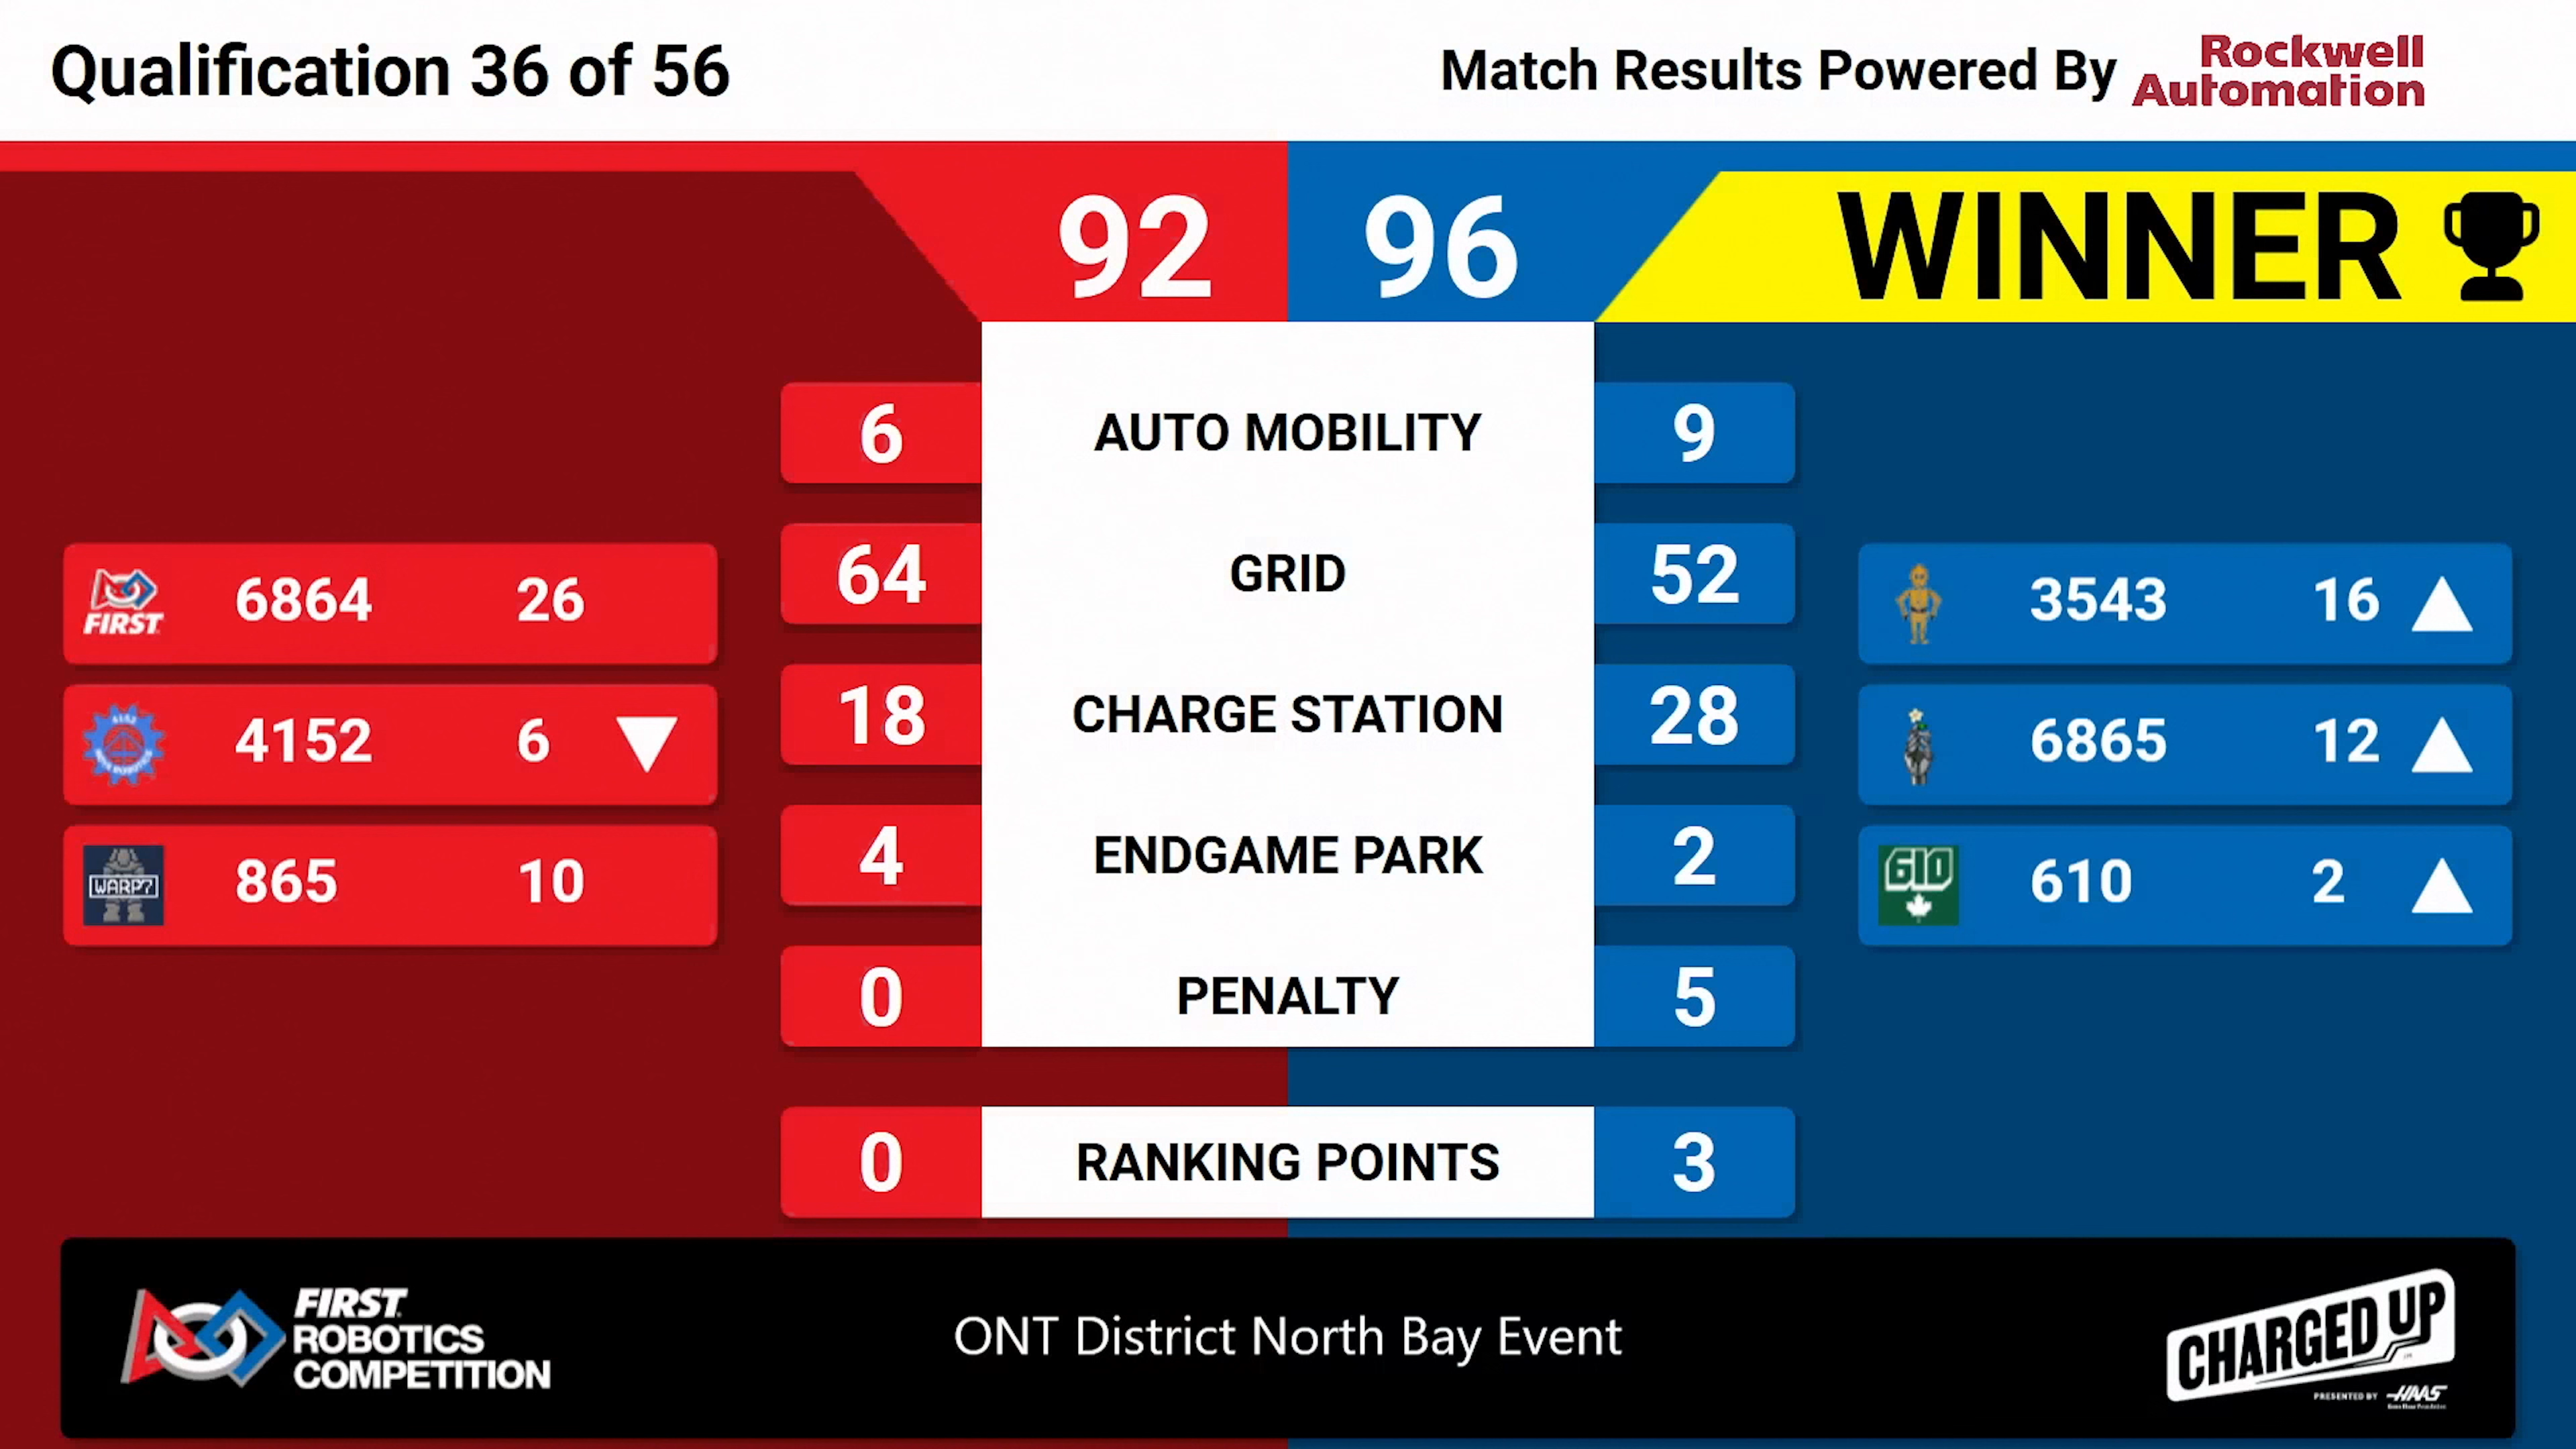 Qualification 36 of 56
Match Results Powered By
Rockwell
Automation
92
96
WINNER
6 AUTO MOBILITY 9
64 GRID 52
18 CHARGE STATION 28
4 ENDGAME PARK 2
0 PENALTY 5
0 RANKING POINTS 3
FIRST 6864 26
4152 6
WARP7 865 10
3543 16
6865 12
610 610 2
FIRST
ROBOTICS
COMPETITION
ONT District North Bay Event
CHARGED UP
PRESENTED BY HAAS